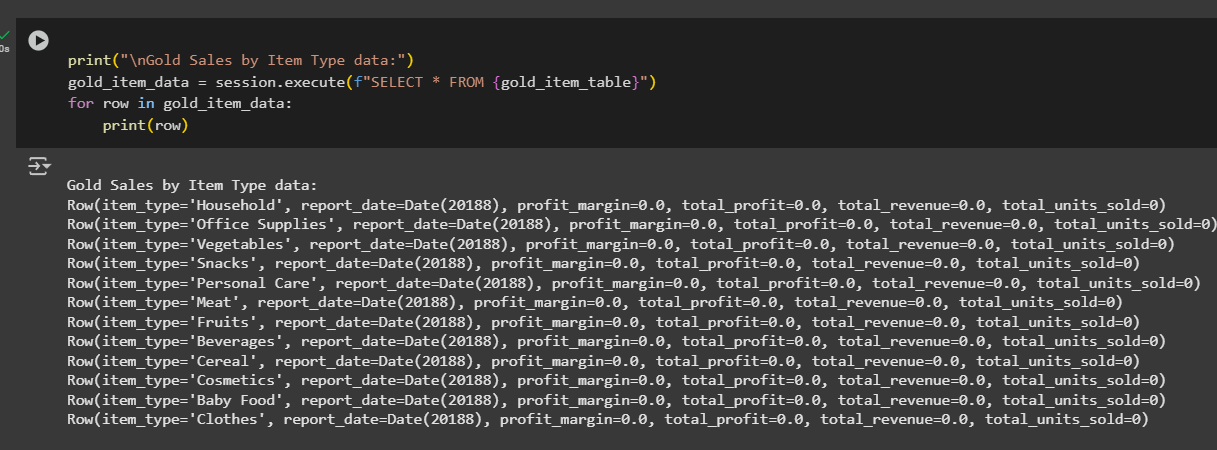 0s
print("\nGold Sales by Item Type data:")
gold_item_data = session.execute(f"SELECT * FROM {gold_item_table}")
for row in gold_item_data:
    print(row)
Gold Sales by Item Type data:
Row(item_type='Household', report_date=Date(20188), profit_margin=0.0, total_profit=0.0, total_revenue=0.0, total_units_sold=0)
Row(item_type='Office Supplies', report_date=Date(20188), profit_margin=0.0, total_profit=0.0, total_revenue=0.0, total_units_sold=0)
Row(item_type='Vegetables', report_date=Date(20188), profit_margin=0.0, total_profit=0.0, total_revenue=0.0, total_units_sold=0)
Row(item_type='Snacks', report_date=Date(20188), profit_margin=0.0, total_profit=0.0, total_revenue=0.0, total_units_sold=0)
Row(item_type='Personal Care', report_date=Date(20188), profit_margin=0.0, total_profit=0.0, total_revenue=0.0, total_units_sold=0)
Row(item_type='Meat', report_date=Date(20188), profit_margin=0.0, total_profit=0.0, total_revenue=0.0, total_units_sold=0)
Row(item_type='Fruits', report_date=Date(20188), profit_margin=0.0, total_profit=0.0, total_revenue=0.0, total_units_sold=0)
Row(item_type='Beverages', report_date=Date(20188), profit_margin=0.0, total_profit=0.0, total_revenue=0.0, total_units_sold=0)
Row(item_type='Cereal', report_date=Date(20188), profit_margin=0.0, total_profit=0.0, total_revenue=0.0, total_units_sold=0)
Row(item_type='Cosmetics', report_date=Date(20188), profit_margin=0.0, total_profit=0.0, total_revenue=0.0, total_units_sold=0)
Row(item_type='Baby Food', report_date=Date(20188), profit_margin=0.0, total_profit=0.0, total_revenue=0.0, total_units_sold=0)
Row(item_type='Clothes', report_date=Date(20188), profit_margin=0.0, total_profit=0.0, total_revenue=0.0, total_units_sold=0)